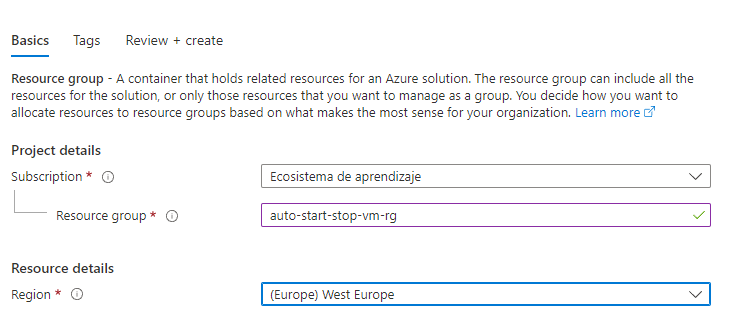 Basics Tags Review + create
Resource group - A container that holds related resources for an Azure solution. The resource group can include all the
resources for the solution, or only those resources that you want to manage as a group. You decide how you want to
allocate resources to resource groups based on what makes the most sense for your organization. Learn more
Project details
Subscription * Ecosistema de aprendizaje
Resource group * auto-start-stop-vm-rg
Resource details
Region * (Europe) West Europe